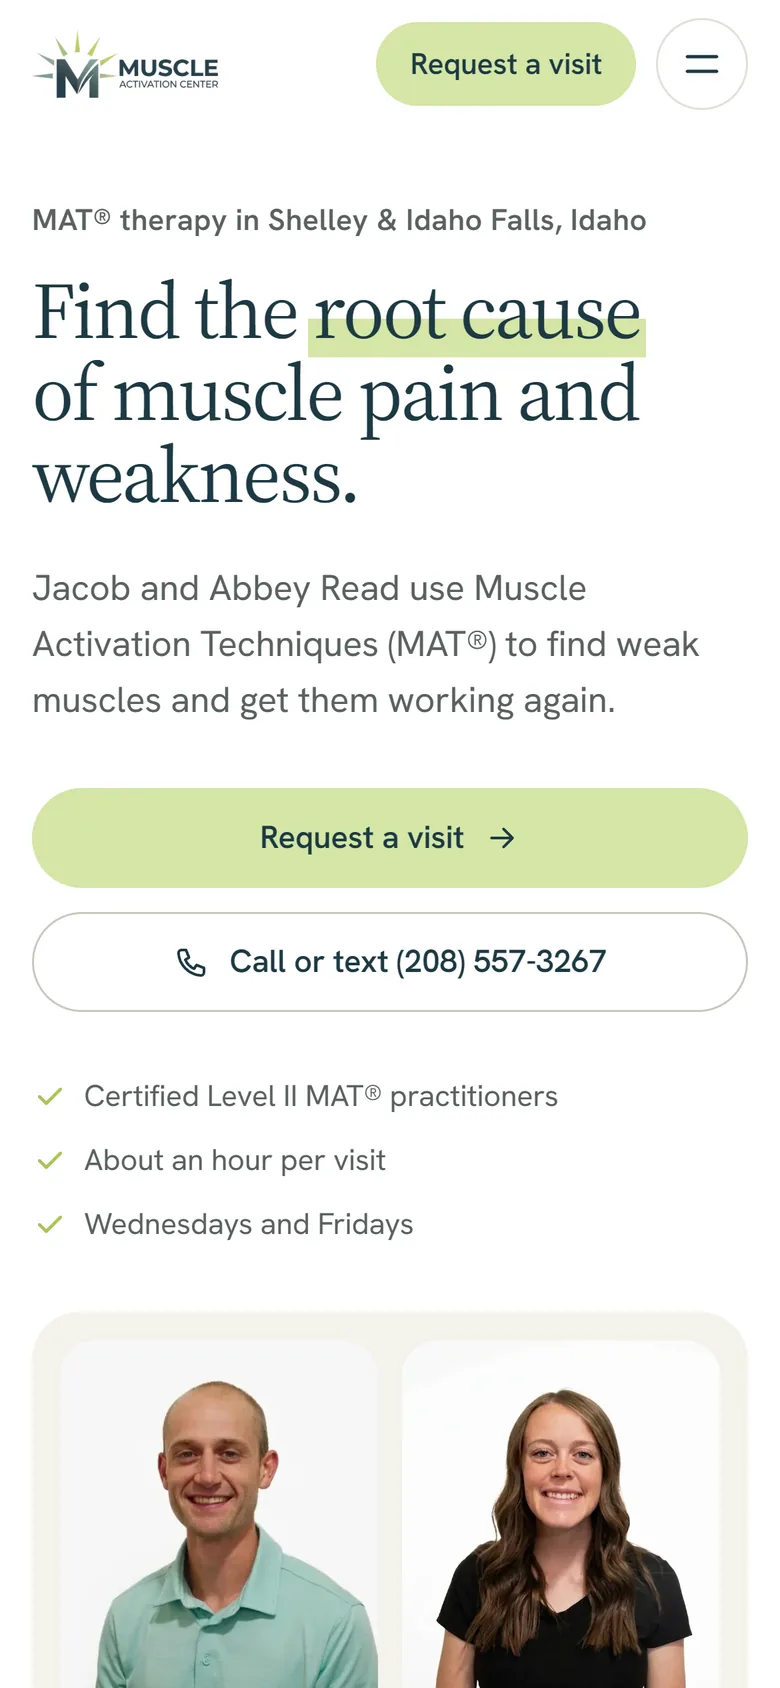 MUSCLE
ACTIVATION CENTER
Request a visit
MAT® therapy in Shelley & Idaho Falls, Idaho
Find the root cause
of muscle pain and
weakness.
Jacob and Abbey Read use Muscle
Activation Techniques (MAT®) to find weak
muscles and get them working again.
Request a visit →
Call or text (208) 557-3267
Certified Level II MAT® practitioners
About an hour per visit
Wednesdays and Fridays